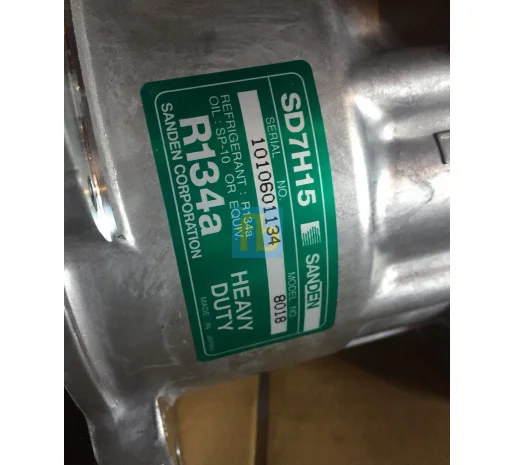 SD7H15 SANDEN
SERIAL NO. MODEL NO.
1010601134 8018
REFRIGERANT : R134a
OIL : SP-10 OR EQUIV.
HEAVY
DUTY
R134a
SANDEN CORPORATION
MADE IN JAPAN